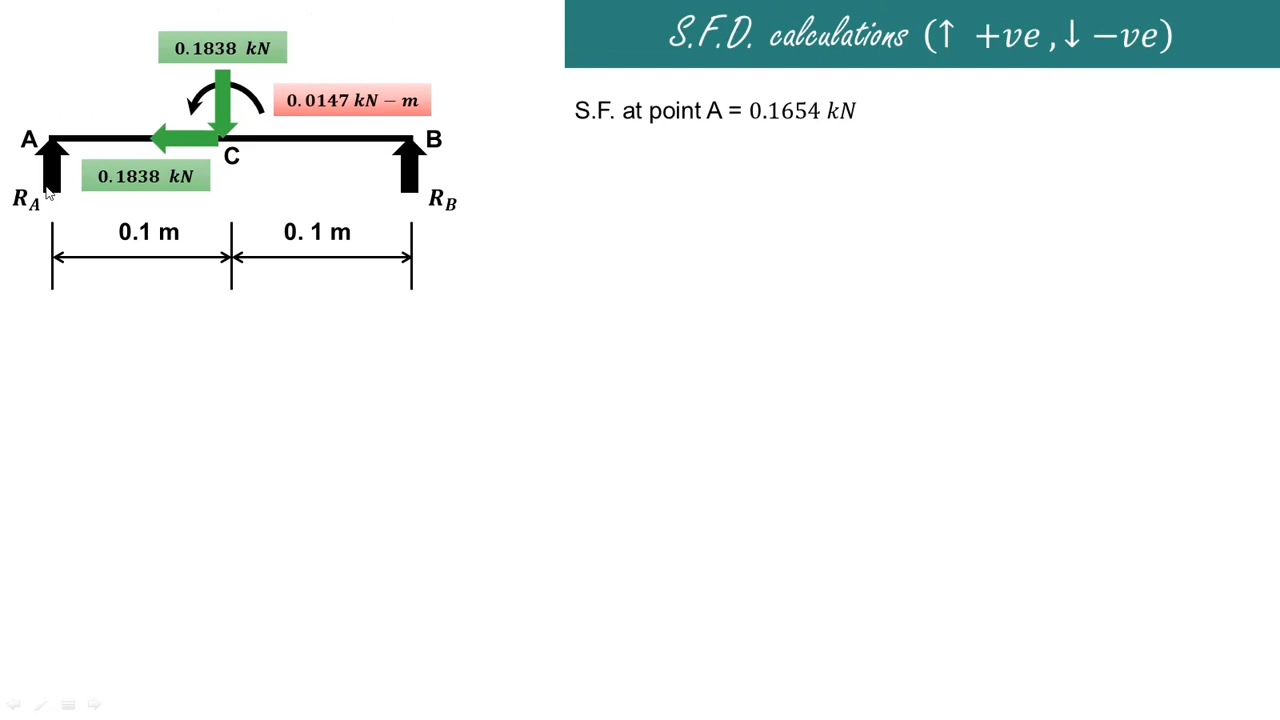 S.F.D. calculations (↑ +ve ,↓ −ve)
0.1838 kN
0.0147 kN − m
S.F. at point A = 0.1654 kN
A
B
C
0.1838 kN
R_A
R_B
0.1 m
0. 1 m